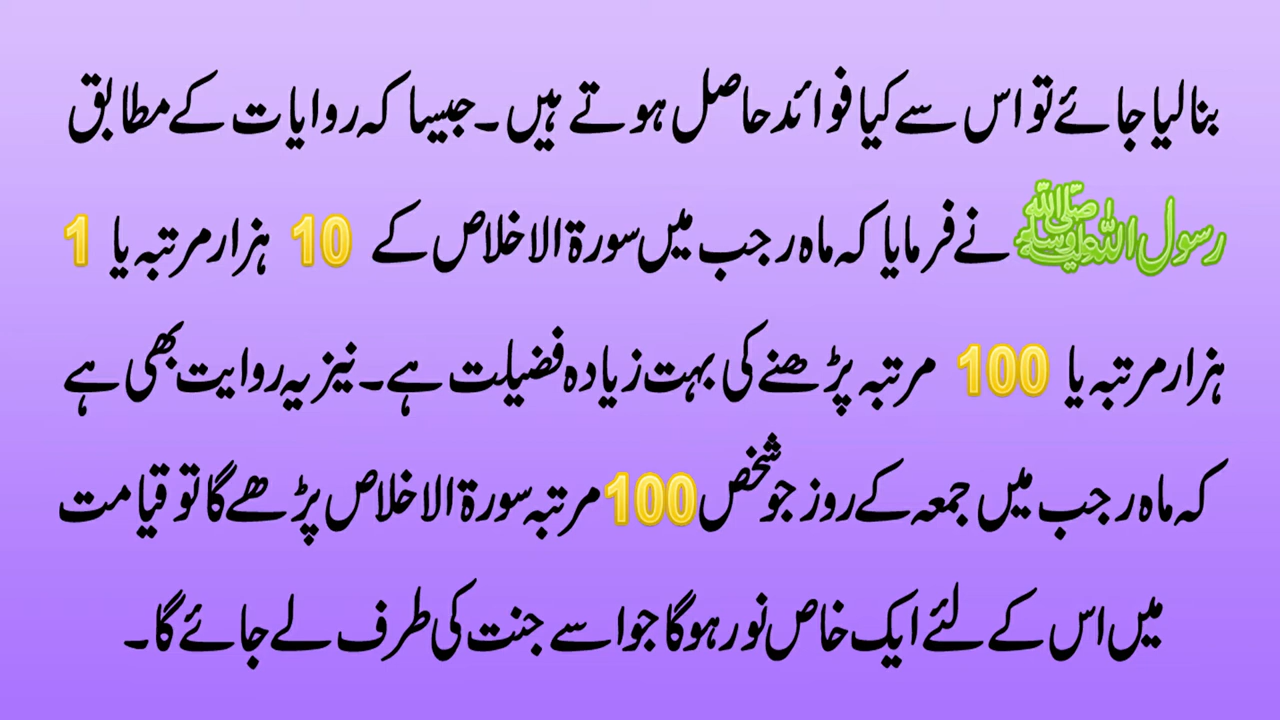 بنا لیا جائے تو اس سے کیا فوائد حاصل ہوتے ہیں۔ جیسا کہ روایات کے مطابق
رسول اللہ ﷺ نے فرمایا کہ ماہ رجب میں سورۃ الاخلاص کے 10 ہزار مرتبہ یا 1
ہزار مرتبہ یا 100 مرتبہ پڑھنے کی بہت زیادہ فضیلت ہے۔ نیز یہ روایت بھی ہے
کہ ماہ رجب میں جمعہ کے روز جو شخص 100 مرتبہ سورۃ الاخلاص پڑھے گا تو قیامت
میں اس کے لئے ایک خاص نور ہوگا جو اسے جنت کی طرف لے جائے گا۔